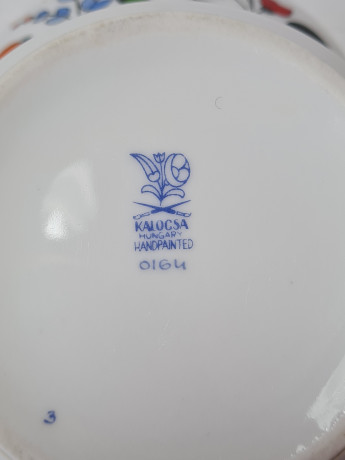 KALOCSA
HUNGARY
HANDPAINTED
0164
3